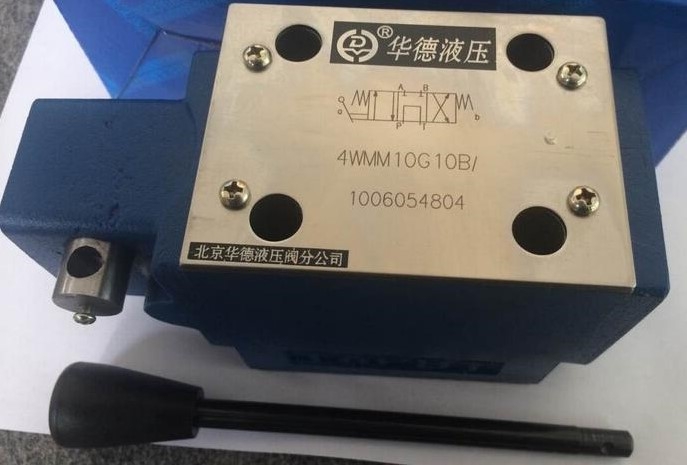 ® 华德液压
A B
a b
P T
4WMM10G10B/
1006054804
北京华德液压阀分公司